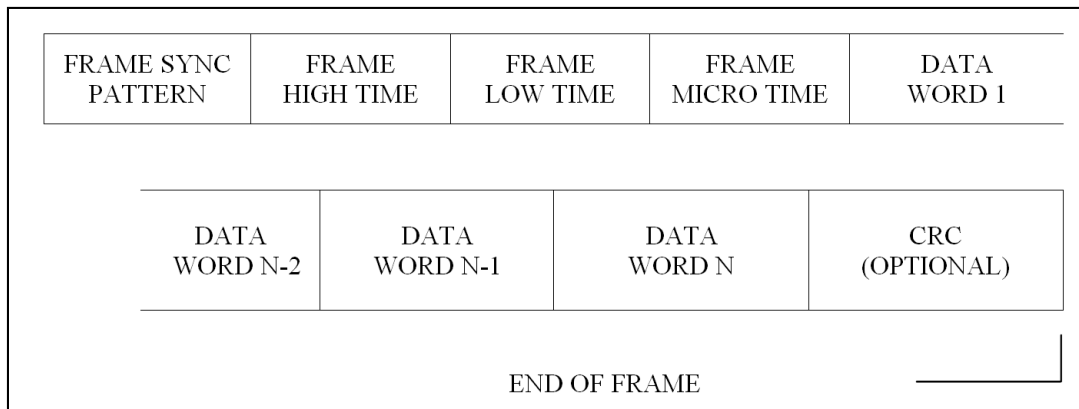 FRAME SYNC
PATTERN
FRAME
HIGH TIME
FRAME
LOW TIME
FRAME
MICRO TIME
DATA
WORD 1
DATA
WORD N-2
DATA
WORD N-1
DATA
WORD N
CRC
(OPTIONAL)
END OF FRAME